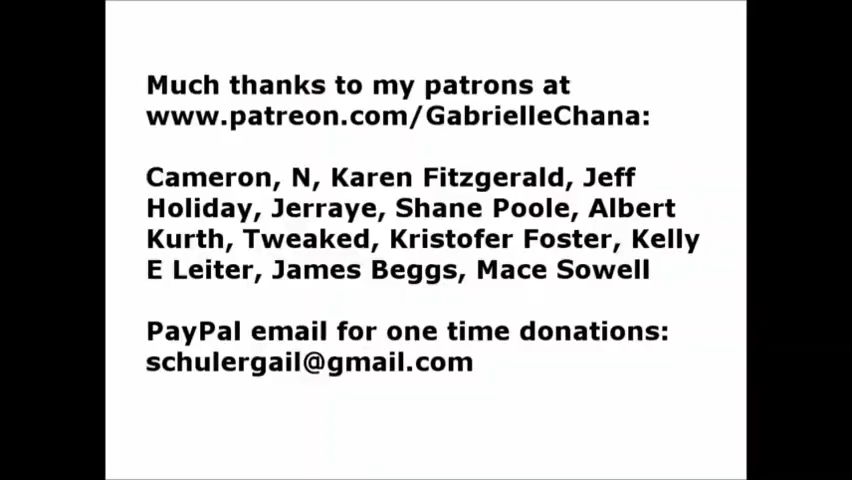 Much thanks to my patrons at
www.patreon.com/GabrielleChana:
Cameron, N, Karen Fitzgerald, Jeff
Holiday, Jerraye, Shane Poole, Albert
Kurth, Tweaked, Kristofer Foster, Kelly
E Leiter, James Beggs, Mace Sowell
PayPal email for one time donations:
schulergail@gmail.com